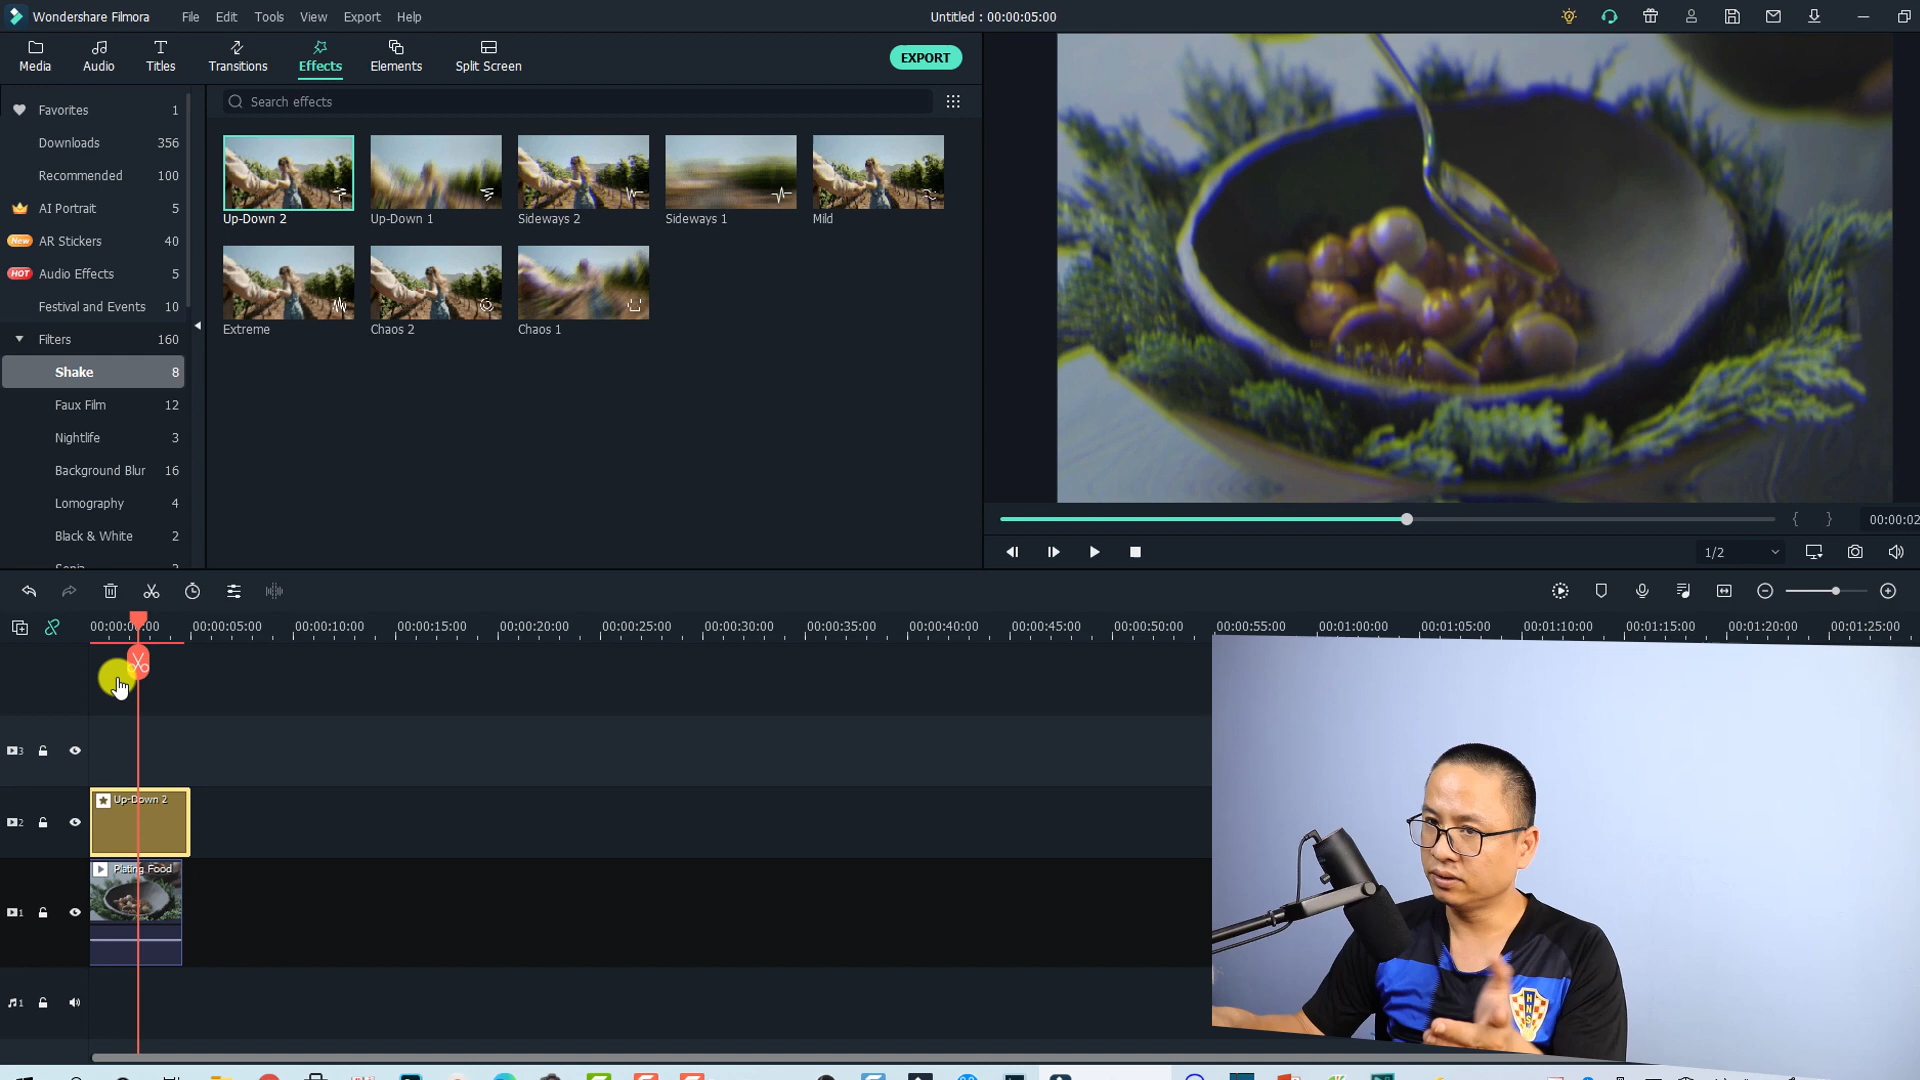 Wondershare Filmora File Edit Tools View Export Help Untitled : 00:00:05:00
Media Audio Titles Transitions Effects Elements Split Screen EXPORT
Search effects
Favorites 1
Downloads 356
Recommended 100
AI Portrait 5
New AR Stickers 40
HOT Audio Effects 5
Festival and Events 10
Filters 160
Shake 8
Faux Film 12
Nightlife 3
Background Blur 16
Lomography 4
Black & White 2
Up-Down 2 Up-Down 1 Sideways 2 Sideways 1 Mild
Extreme Chaos 2 Chaos 1
00:00:02
1/2
00:00:05:00 00:00:10:00 00:00:15:00 00:00:20:00 00:00:25:00 00:00:30:00 00:00:35:00 00:00:40:00 00:00:45:00 00:00:50:00 00:00:55:00 00:01:00:00 00:01:05:00 00:01:10:00 00:01:15:00 00:01:20:00 00:01:25:00
3
2
Up-Down 2
1
Plating Food
1